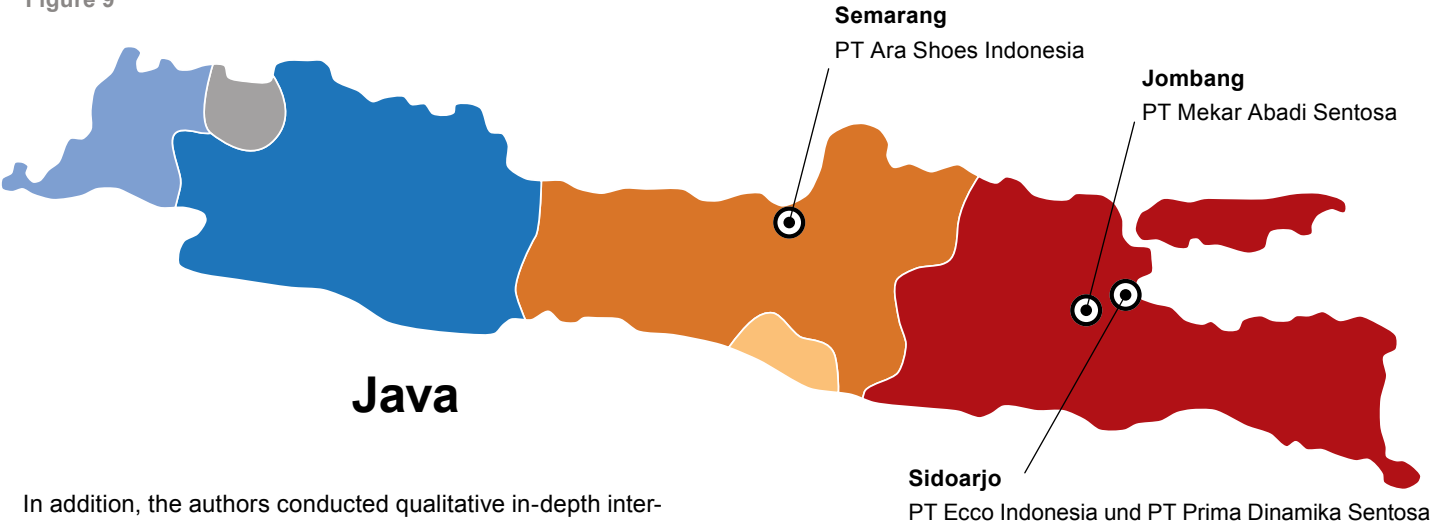 Figure 9
Semarang
PT Ara Shoes Indonesia
Jombang
PT Mekar Abadi Sentosa
Java
Sidoarjo
PT Ecco Indonesia und PT Prima Dinamika Sentosa
In addition, the authors conducted qualitative in-depth inter-